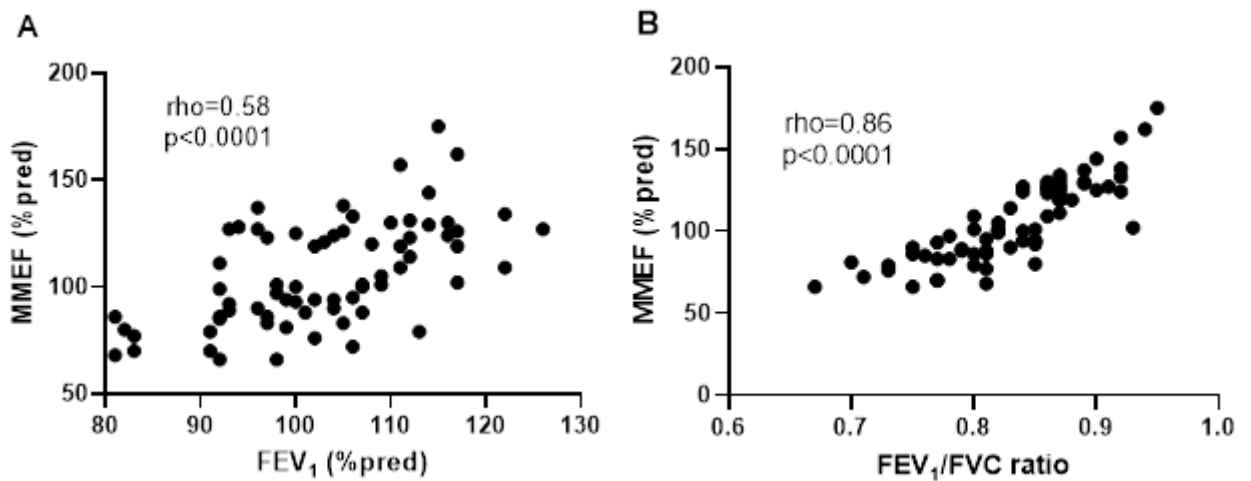 A
200
150
100
50
MMEF (% pred)
rho=0.58
p<0.0001
80 90 100 110 120 130
FEV₁ (%pred)
B
200
150
100
50
0
MMEF (% pred)
rho=0.86
p<0.0001
0.6 0.7 0.8 0.9 1.0
FEV₁/FVC ratio